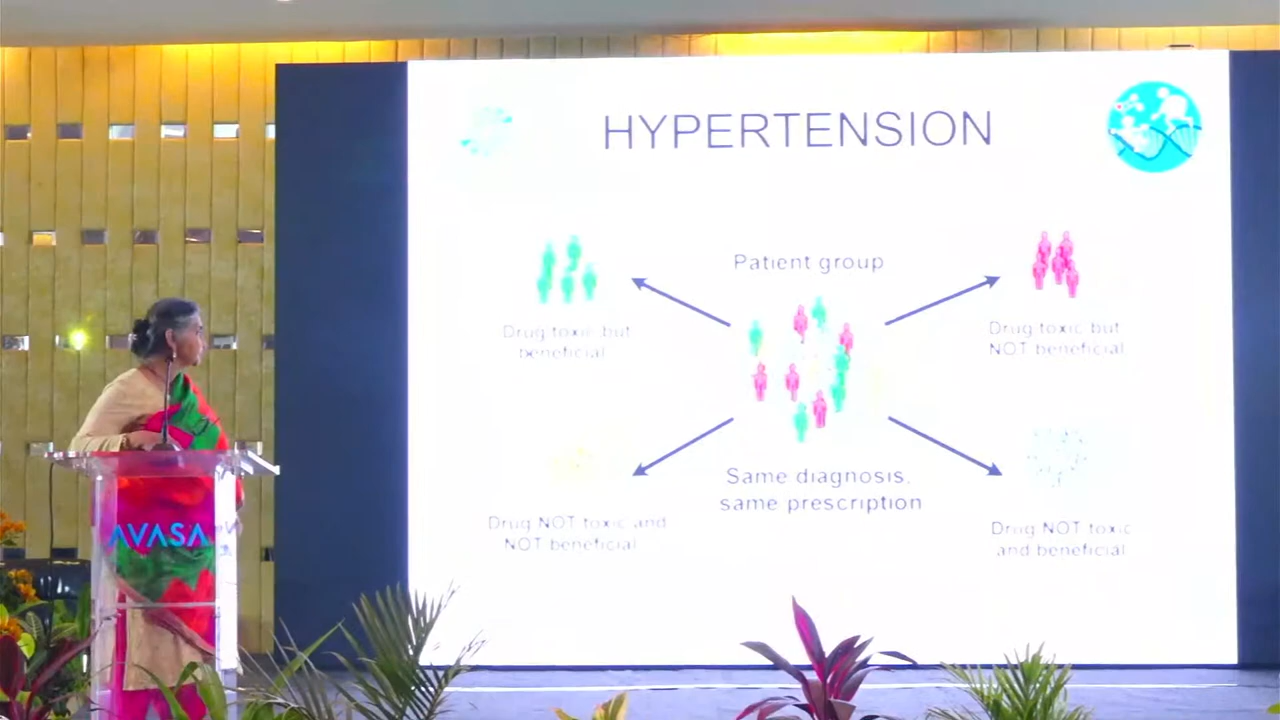 HYPERTENSION
Patient group
Drug toxic but
beneficial
Drug toxic but
NOT beneficial
Same diagnosis,
same prescription
Drug NOT toxic and
NOT beneficial
Drug NOT toxic
and beneficial
AVASA